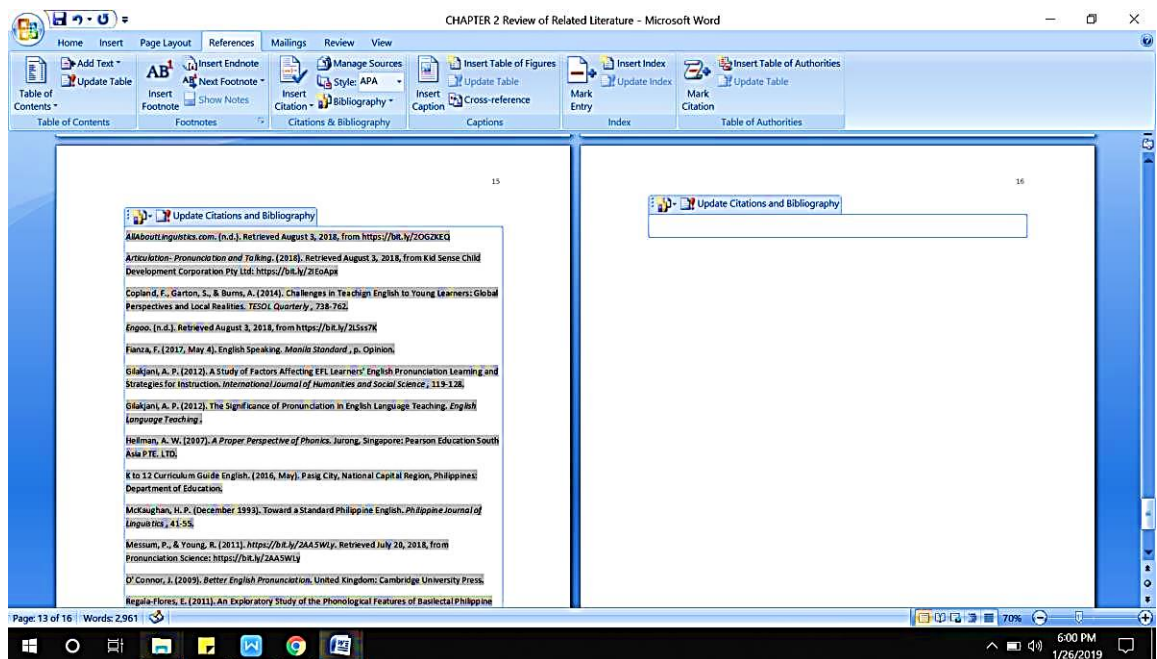 CHAPTER 2 Review of Related Literature - Microsoft Word
Home Insert Page Layout References Mailings Review View
Table of Contents
Add Text
Update Table
Table of Contents
AB1
Insert Footnote
Insert Endnote
Next Footnote
Show Notes
Footnotes
Insert Citation
Manage Sources
Style: APA
Bibliography
Citations & Bibliography
Insert Caption
Insert Table of Figures
Update Table
Cross-reference
Captions
Mark Entry
Insert Index
Update Index
Index
Mark Citation
Insert Table of Authorities
Update Table
Table of Authorities
15
Update Citations and Bibliography
AllAboutLinguistics.com. (n.d.). Retrieved August 3, 2018, from https://bit.ly/2OGZKEQ
Articulation- Pronunciation and Talking. (2018). Retrieved August 3, 2018, from Kid Sense Child
Development Corporation Pty Ltd: https://bit.ly/2IEoApx
Copland, F., Garton, S., & Burns, A. (2014). Challenges in Teachign English to Young Learners: Global
Perspectives and Local Realities. TESOL Quarterly , 738-762.
Engoo. (n.d.). Retrieved August 3, 2018, from https://bit.ly/2LSss7K
Fianza, F. (2017, May 4). English Speaking. Manila Standard , p. Opinion.
Gilakjani, A. P. (2012). A Study of Factors Affecting EFL Learners' English Pronunciation Learning and
Strategies for Instruction. International Journal of Humanities and Social Science , 119-128.
Gilakjani, A. P. (2012). The Significance of Pronunciation in English Language Teaching. English
Language Teaching .
Heilman, A. W. (2007). A Proper Perspective of Phonics. Jurong, Singapore: Pearson Education South
Asia PTE. LTD.
K to 12 Curriculum Guide English. (2016, May). Pasig City, National Capital Region, Philippines:
Department of Education.
McKaughan, H. P. (December 1993). Toward a Standard Philippine English. Philippine Journal of
Linguistics , 41-55.
Messum, P., & Young, R. (2011). https://bit.ly/2AA5WLy. Retrieved July 20, 2018, from
Pronunciation Science: https://bit.ly/2AA5WLy
O' Connor, J. (2009). Better English Pronunciation. United Kingdom: Cambridge University Press.
Regala-Flores, E. (2011). An Exploratory Study of the Phonological Features of Basilectal Philippine
16
Update Citations and Bibliography
Page: 13 of 16 Words: 2,961
70%
6:00 PM
1/26/2019